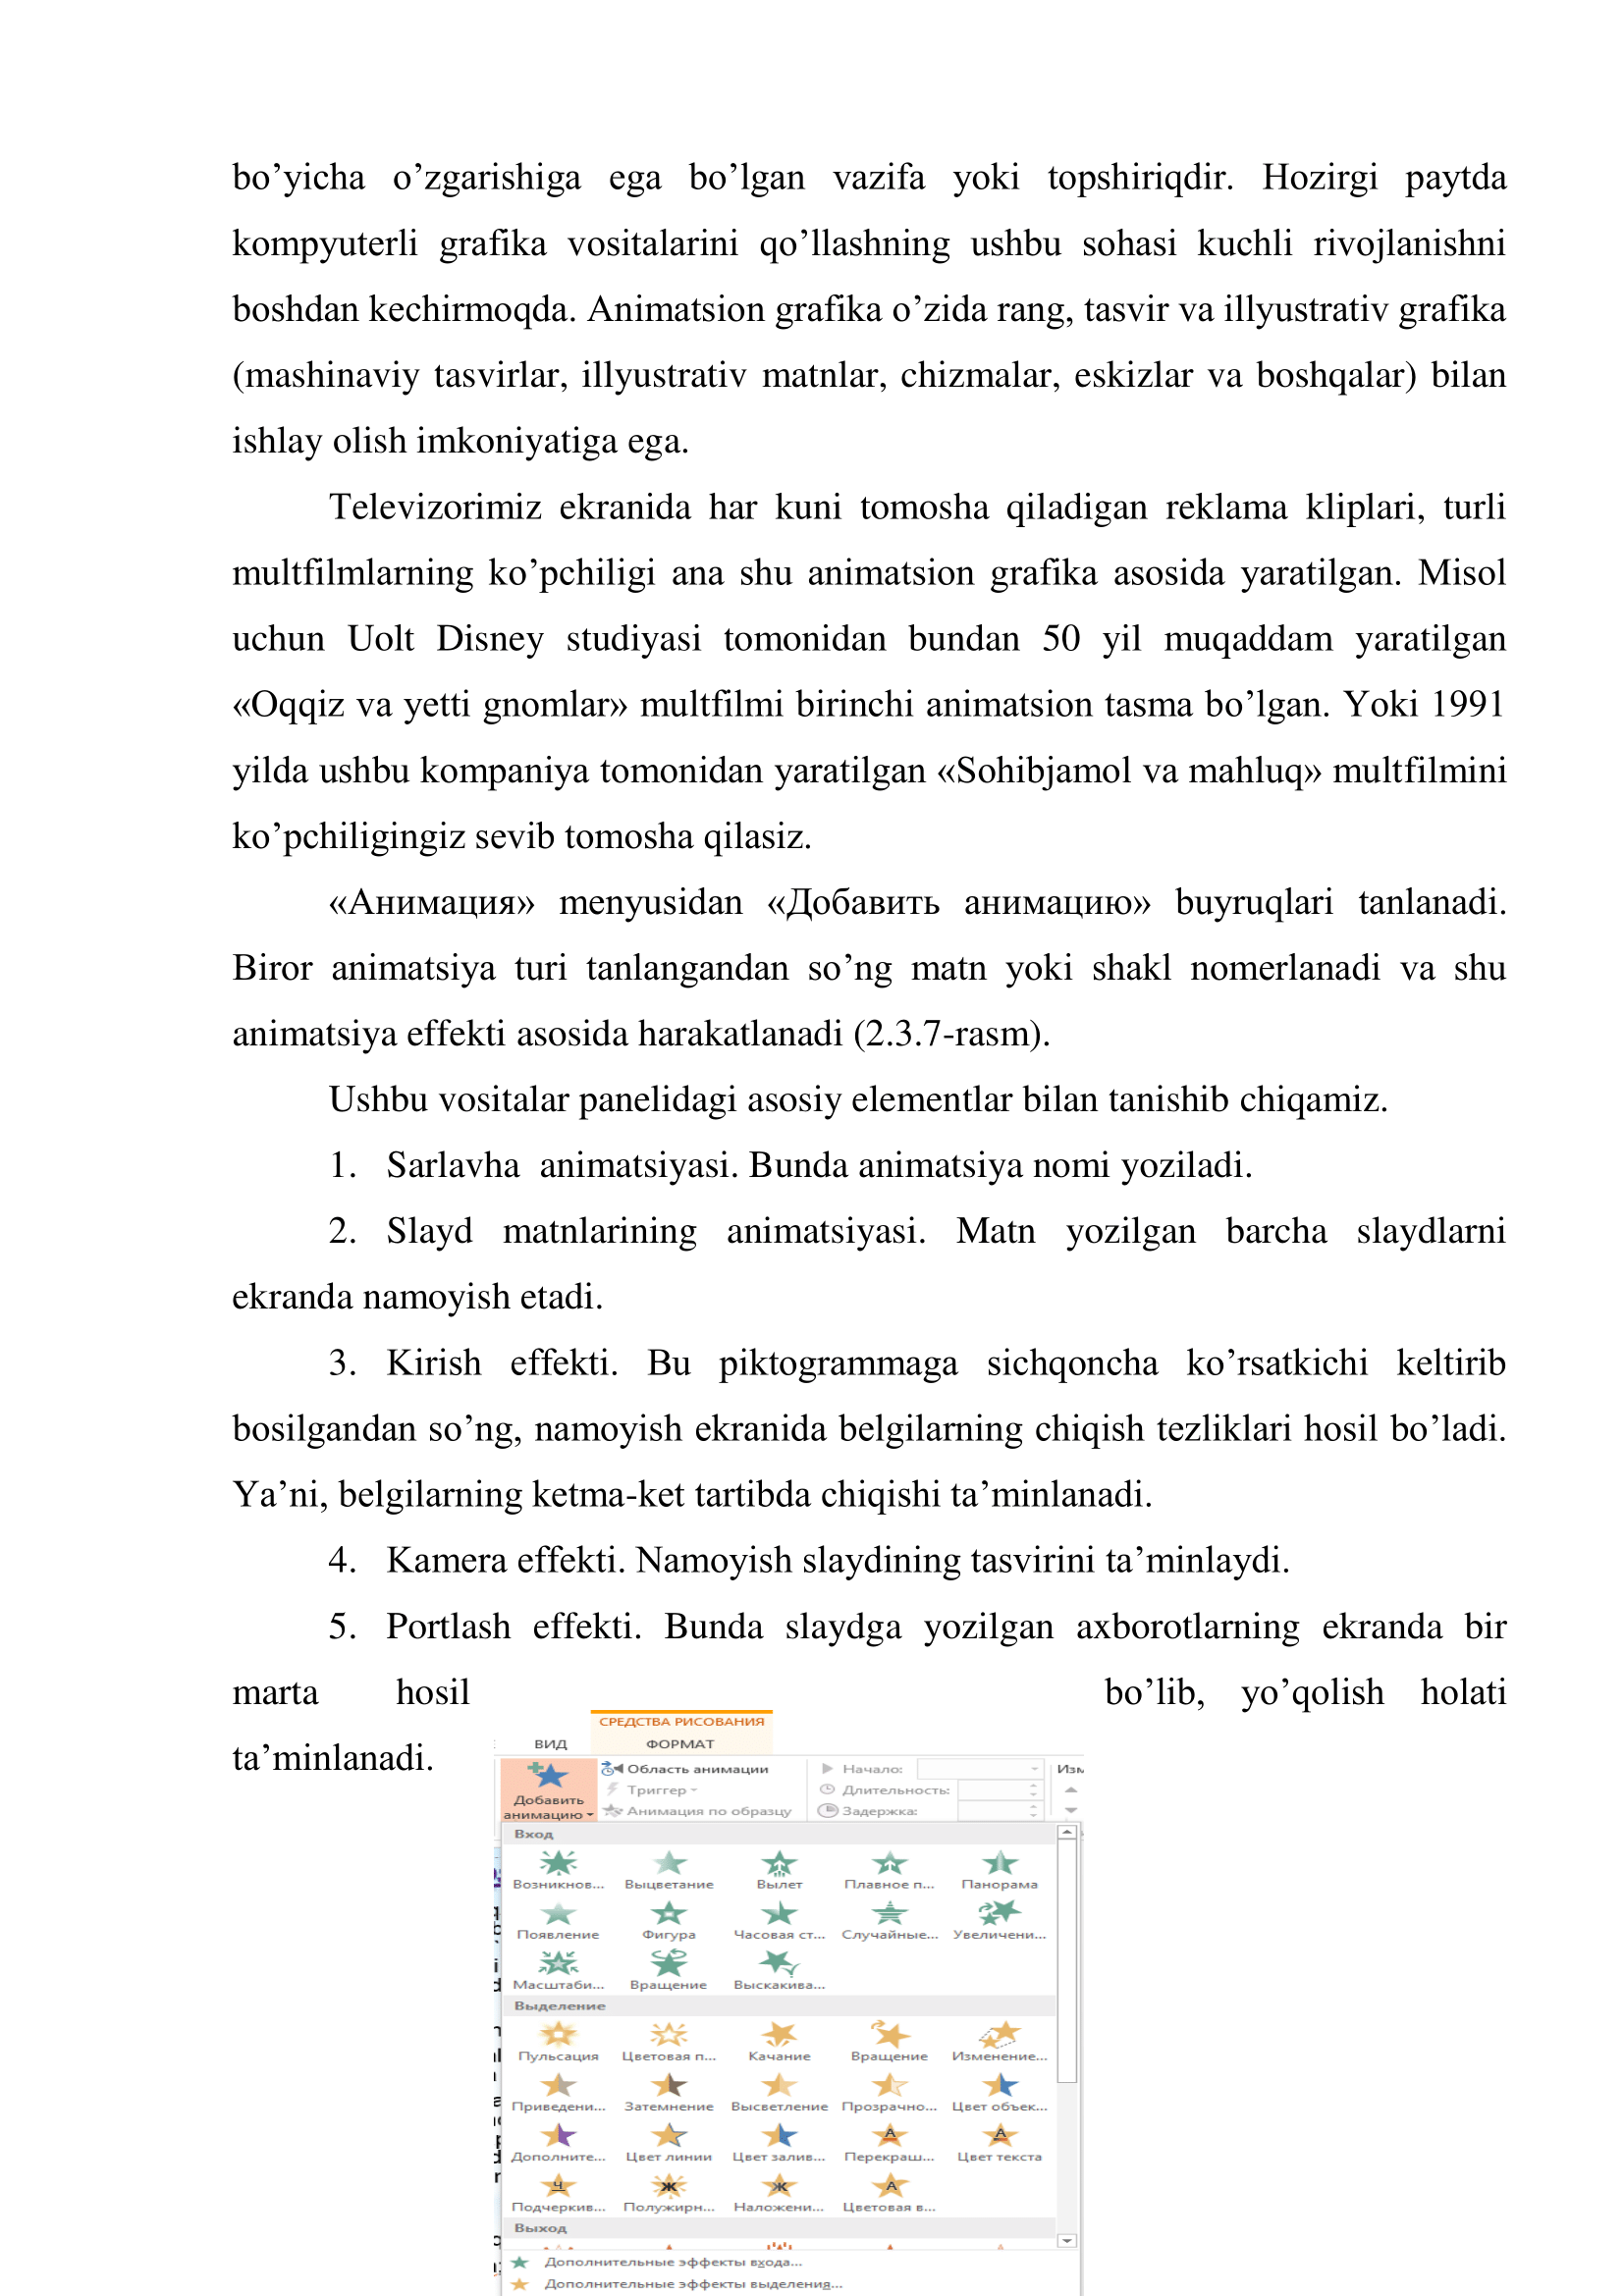 bo’yicha o’zgarishiga ega bo’lgan vazifa yoki topshiriqdir. Hozirgi paytda
kompyuterli grafika vositalarini qo’llashning ushbu sohasi kuchli rivojlanishni
boshdan kechirmoqda. Animatsion grafika o’zida rang, tasvir va illyustrativ grafika
(mashinaviy tasvirlar, illyustrativ matnlar, chizmalar, eskizlar va boshqalar) bilan
ishlay olish imkoniyatiga ega.
Televizorimiz ekranida har kuni tomosha qiladigan reklama kliplari, turli
multfilmlarning ko’pchiligi ana shu animatsion grafika asosida yaratilgan. Misol
uchun Uolt Disney studiyasi tomonidan bundan 50 yil muqaddam yaratilgan
«Oqqiz va yetti gnomlar» multfilmi birinchi animatsion tasma bo’lgan. Yoki 1991
yilda ushbu kompaniya tomonidan yaratilgan «Sohibjamol va mahluq» multfilmini
ko’pchiligingiz sevib tomosha qilasiz.
«Анимация» menyusidan «Добавить анимацию» buyruqlari tanlanadi.
Biror animatsiya turi tanlangandan so’ng matn yoki shakl nomerlanadi va shu
animatsiya effekti asosida harakatlanadi (2.3.7-rasm).
Ushbu vositalar panelidagi asosiy elementlar bilan tanishib chiqamiz.
1. Sarlavha animatsiyasi. Bunda animatsiya nomi yoziladi.
2. Slayd matnlarining animatsiyasi. Matn yozilgan barcha slaydlarni
ekranda namoyish etadi.
3. Kirish effekti. Bu piktogrammaga sichqoncha ko’rsatkichi keltirib
bosilgandan so’ng, namoyish ekranida belgilarning chiqish tezliklari hosil bo’ladi.
Ya’ni, belgilarning ketma-ket tartibda chiqishi ta’minlanadi.
4. Kamera effekti. Namoyish slaydining tasvirini ta’minlaydi.
5. Portlash effekti. Bunda slaydga yozilgan axborotlarning ekranda bir
marta hosil bo’lib, yo’qolish holati
ta’minlanadi.
СРЕДСТВА РИСОВАНИЯ
ВИД ФОРМАТ
Добавить
анимацию
Область анимации
Триггер
Анимация по образцу
Начало:
Длительность:
Задержка:
Изм
Вход
Возникнов... Выцветание Вылет Плавное п... Панорама
Появление Фигура Часовая ст... Случайные... Увеличени...
Масштаби... Вращение Выскакива...
Выделение
Пульсация Цветовая п... Качание Вращение Изменение...
Приведени... Затемнение Высветление Прозрачно... Цвет объек...
Дополните... Цвет линии Цвет залив... Перекраш... Цвет текста
Подчеркив... Полужирн... Наложени... Цветовая в...
Выход
Дополнительные эффекты входа...
Дополнительные эффекты выделения...